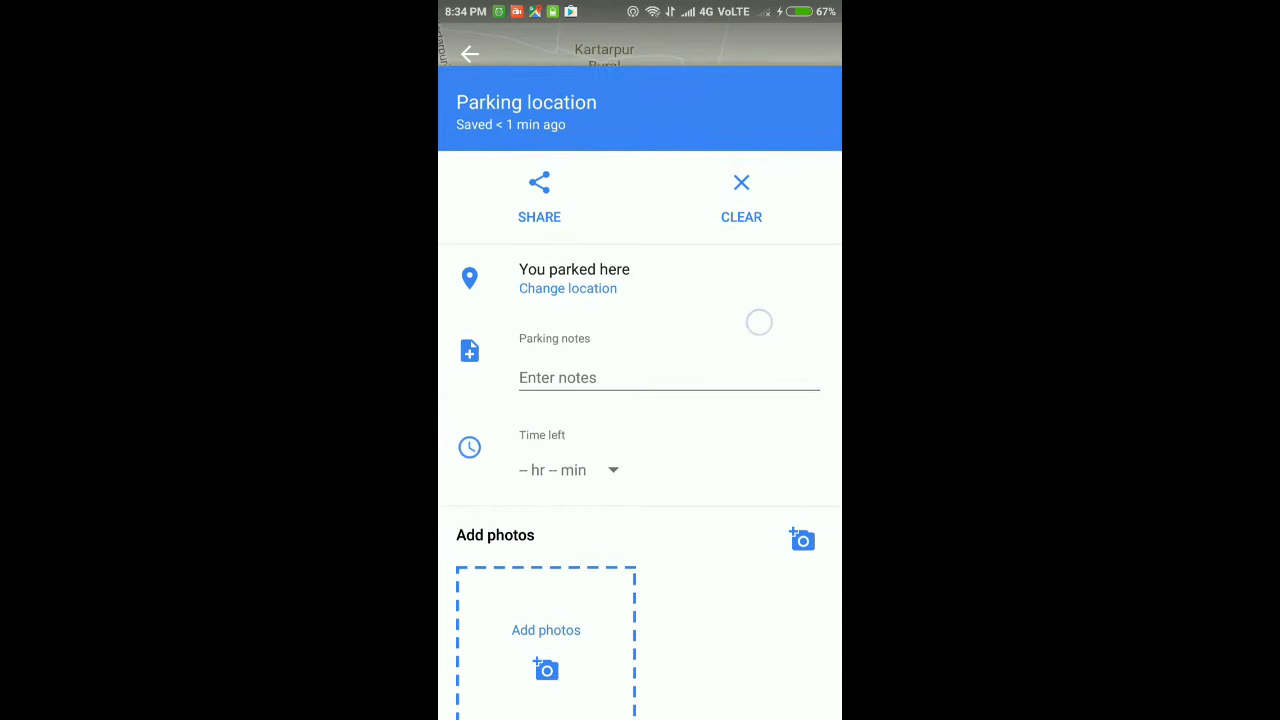 8:34 PM 4G VoLTE 67%
Kartarpur
Parking location
Saved < 1 min ago
SHARE CLEAR
You parked here
Change location
Parking notes
Enter notes
Time left
-- hr -- min
Add photos
Add photos